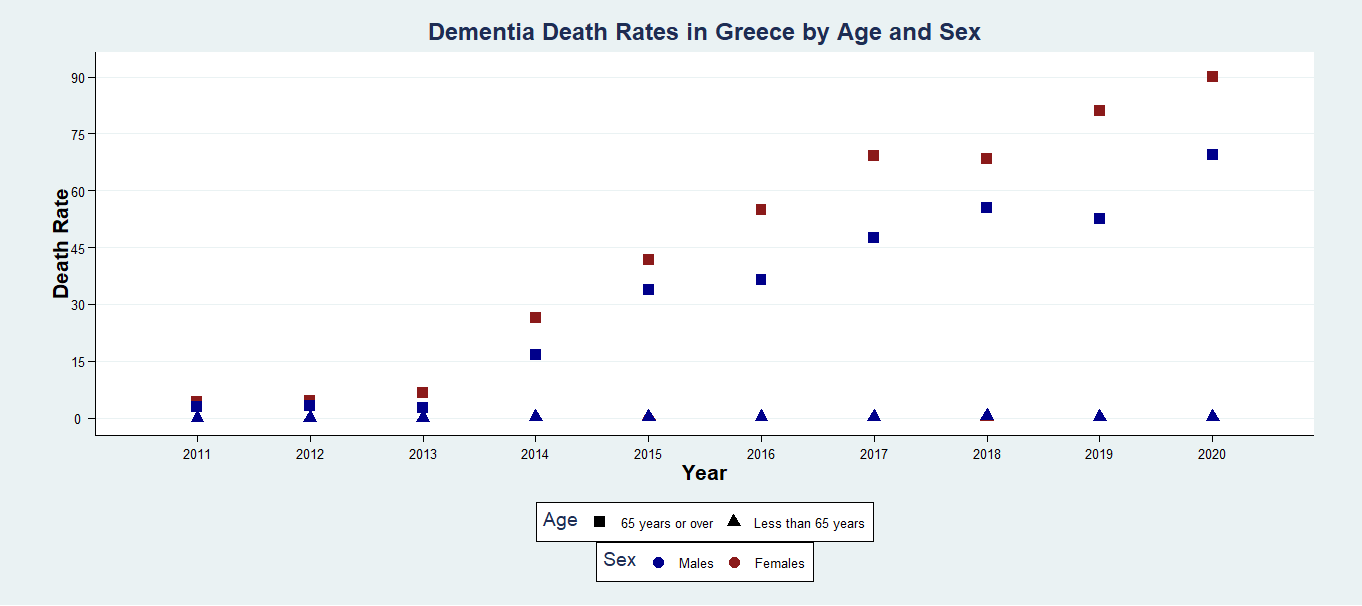 Dementia Death Rates in Greece by Age and Sex
90
75
60
45
30
15
0
Death Rate
2011 2012 2013 2014 2015 2016 2017 2018 2019 2020
Year
Age 65 years or over Less than 65 years
Sex Males Females